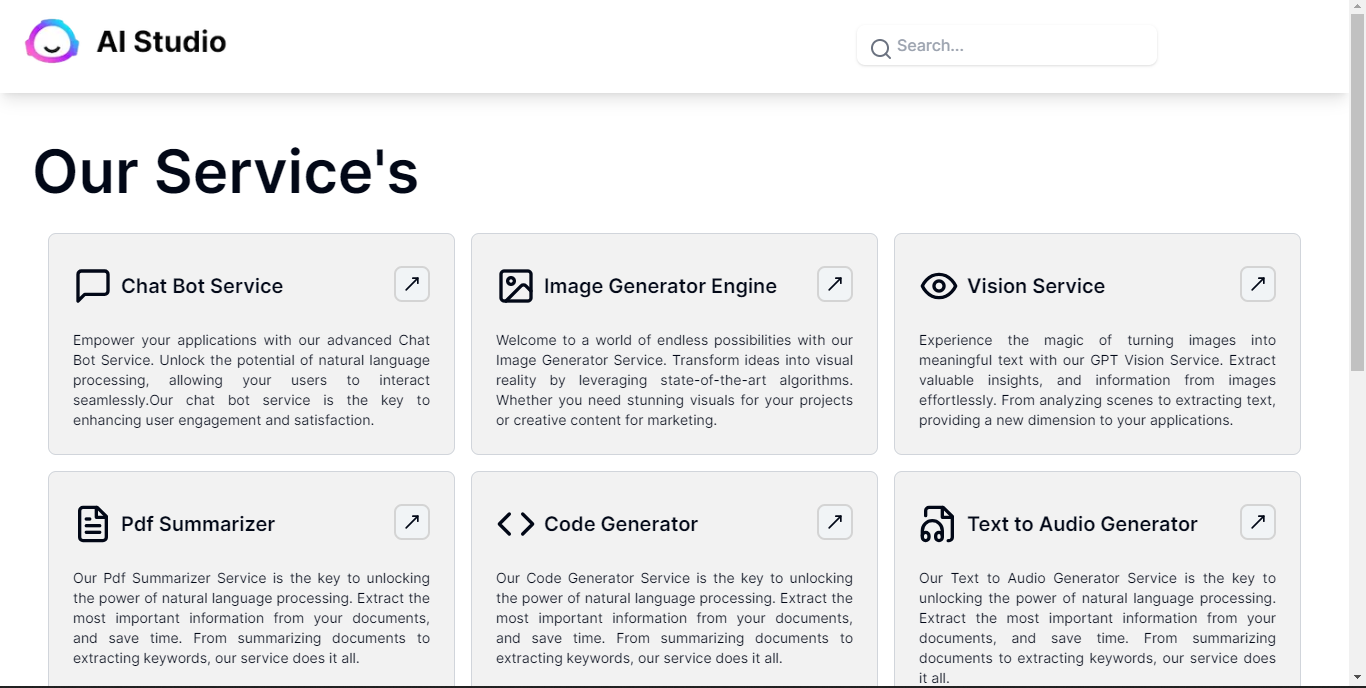 AI Studio
Search...
Our Service's
Chat Bot Service
Empower your applications with our advanced Chat
Bot Service. Unlock the potential of natural language
processing, allowing your users to interact
seamlessly.Our chat bot service is the key to
enhancing user engagement and satisfaction.
Image Generator Engine
Welcome to a world of endless possibilities with our
Image Generator Service. Transform ideas into visual
reality by leveraging state-of-the-art algorithms.
Whether you need stunning visuals for your projects
or creative content for marketing.
Vision Service
Experience the magic of turning images into
meaningful text with our GPT Vision Service. Extract
valuable insights, and information from images
effortlessly. From analyzing scenes to extracting text,
providing a new dimension to your applications.
Pdf Summarizer
Our Pdf Summarizer Service is the key to unlocking
the power of natural language processing. Extract the
most important information from your documents,
and save time. From summarizing documents to
extracting keywords, our service does it all.
Code Generator
Our Code Generator Service is the key to unlocking
the power of natural language processing. Extract the
most important information from your documents,
and save time. From summarizing documents to
extracting keywords, our service does it all.
Text to Audio Generator
Our Text to Audio Generator Service is the key to
unlocking the power of natural language processing.
Extract the most important information from your
documents, and save time. From summarizing
documents to extracting keywords, our service does
it all.